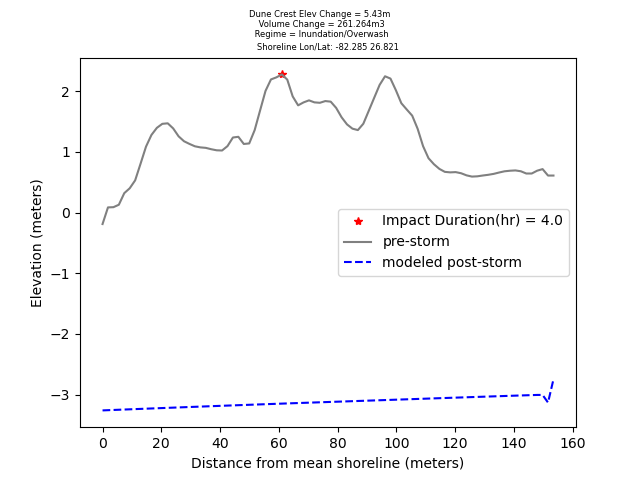 Dune Crest Elev Change = 5.43m
Volume Change = 261.264m3
Regime = Inundation/Overwash
Shoreline Lon/Lat: -82.285 26.821
2
1
0
−1
−2
−3
Elevation (meters)
Impact Duration(hr) = 4.0
pre-storm
modeled post-storm
0 20 40 60 80 100 120 140 160
Distance from mean shoreline (meters)